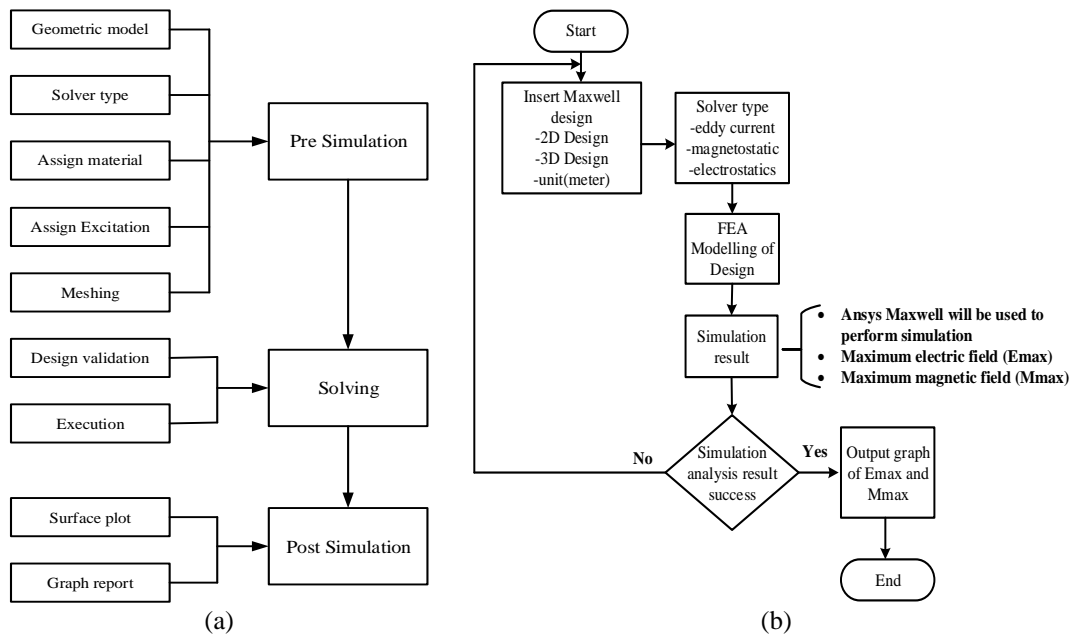 Geometric model
Solver type
Assign material
Assign Excitation
Meshing
Pre Simulation
Design validation
Execution
Solving
Surface plot
Graph report
Post Simulation
(a)
Start
Insert Maxwell
design
-2D Design
-3D Design
-unit(meter)
Solver type
-eddy current
-magnetostatic
-electrostatics
FEA
Modelling of
Design
Simulation
result
• Ansys Maxwell will be used to
perform simulation
• Maximum electric field (Emax)
• Maximum magnetic field (Mmax)
Simulation
analysis result
success
No
Yes
Output graph
of Emax and
Mmax
End
(b)